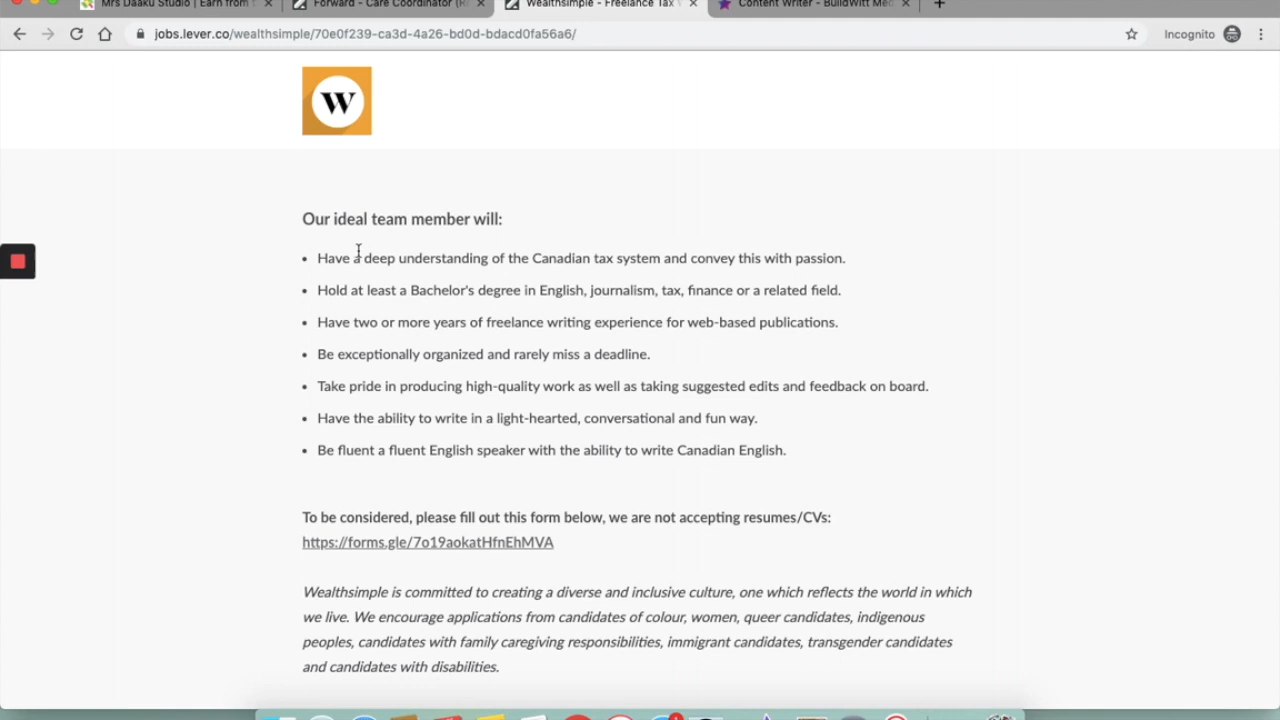 Mrs Daaku Studio | Earn from t
Forward - Care Coordinator (R
Wealthsimple - Freelance Tax
Content Writer - BuildWitt Med
jobs.lever.co/wealthsimple/70e0f239-ca3d-4a26-bd0d-bdacd0fa56a6/
Incognito
W
Our ideal team member will:
• Have a deep understanding of the Canadian tax system and convey this with passion.
• Hold at least a Bachelor's degree in English, journalism, tax, finance or a related field.
• Have two or more years of freelance writing experience for web-based publications.
• Be exceptionally organized and rarely miss a deadline.
• Take pride in producing high-quality work as well as taking suggested edits and feedback on board.
• Have the ability to write in a light-hearted, conversational and fun way.
• Be fluent a fluent English speaker with the ability to write Canadian English.
To be considered, please fill out this form below, we are not accepting resumes/CVs:
https://forms.gle/7o19aokatHfnEhMVA
Wealthsimple is committed to creating a diverse and inclusive culture, one which reflects the world in which
we live. We encourage applications from candidates of colour, women, queer candidates, indigenous
peoples, candidates with family caregiving responsibilities, immigrant candidates, transgender candidates
and candidates with disabilities.